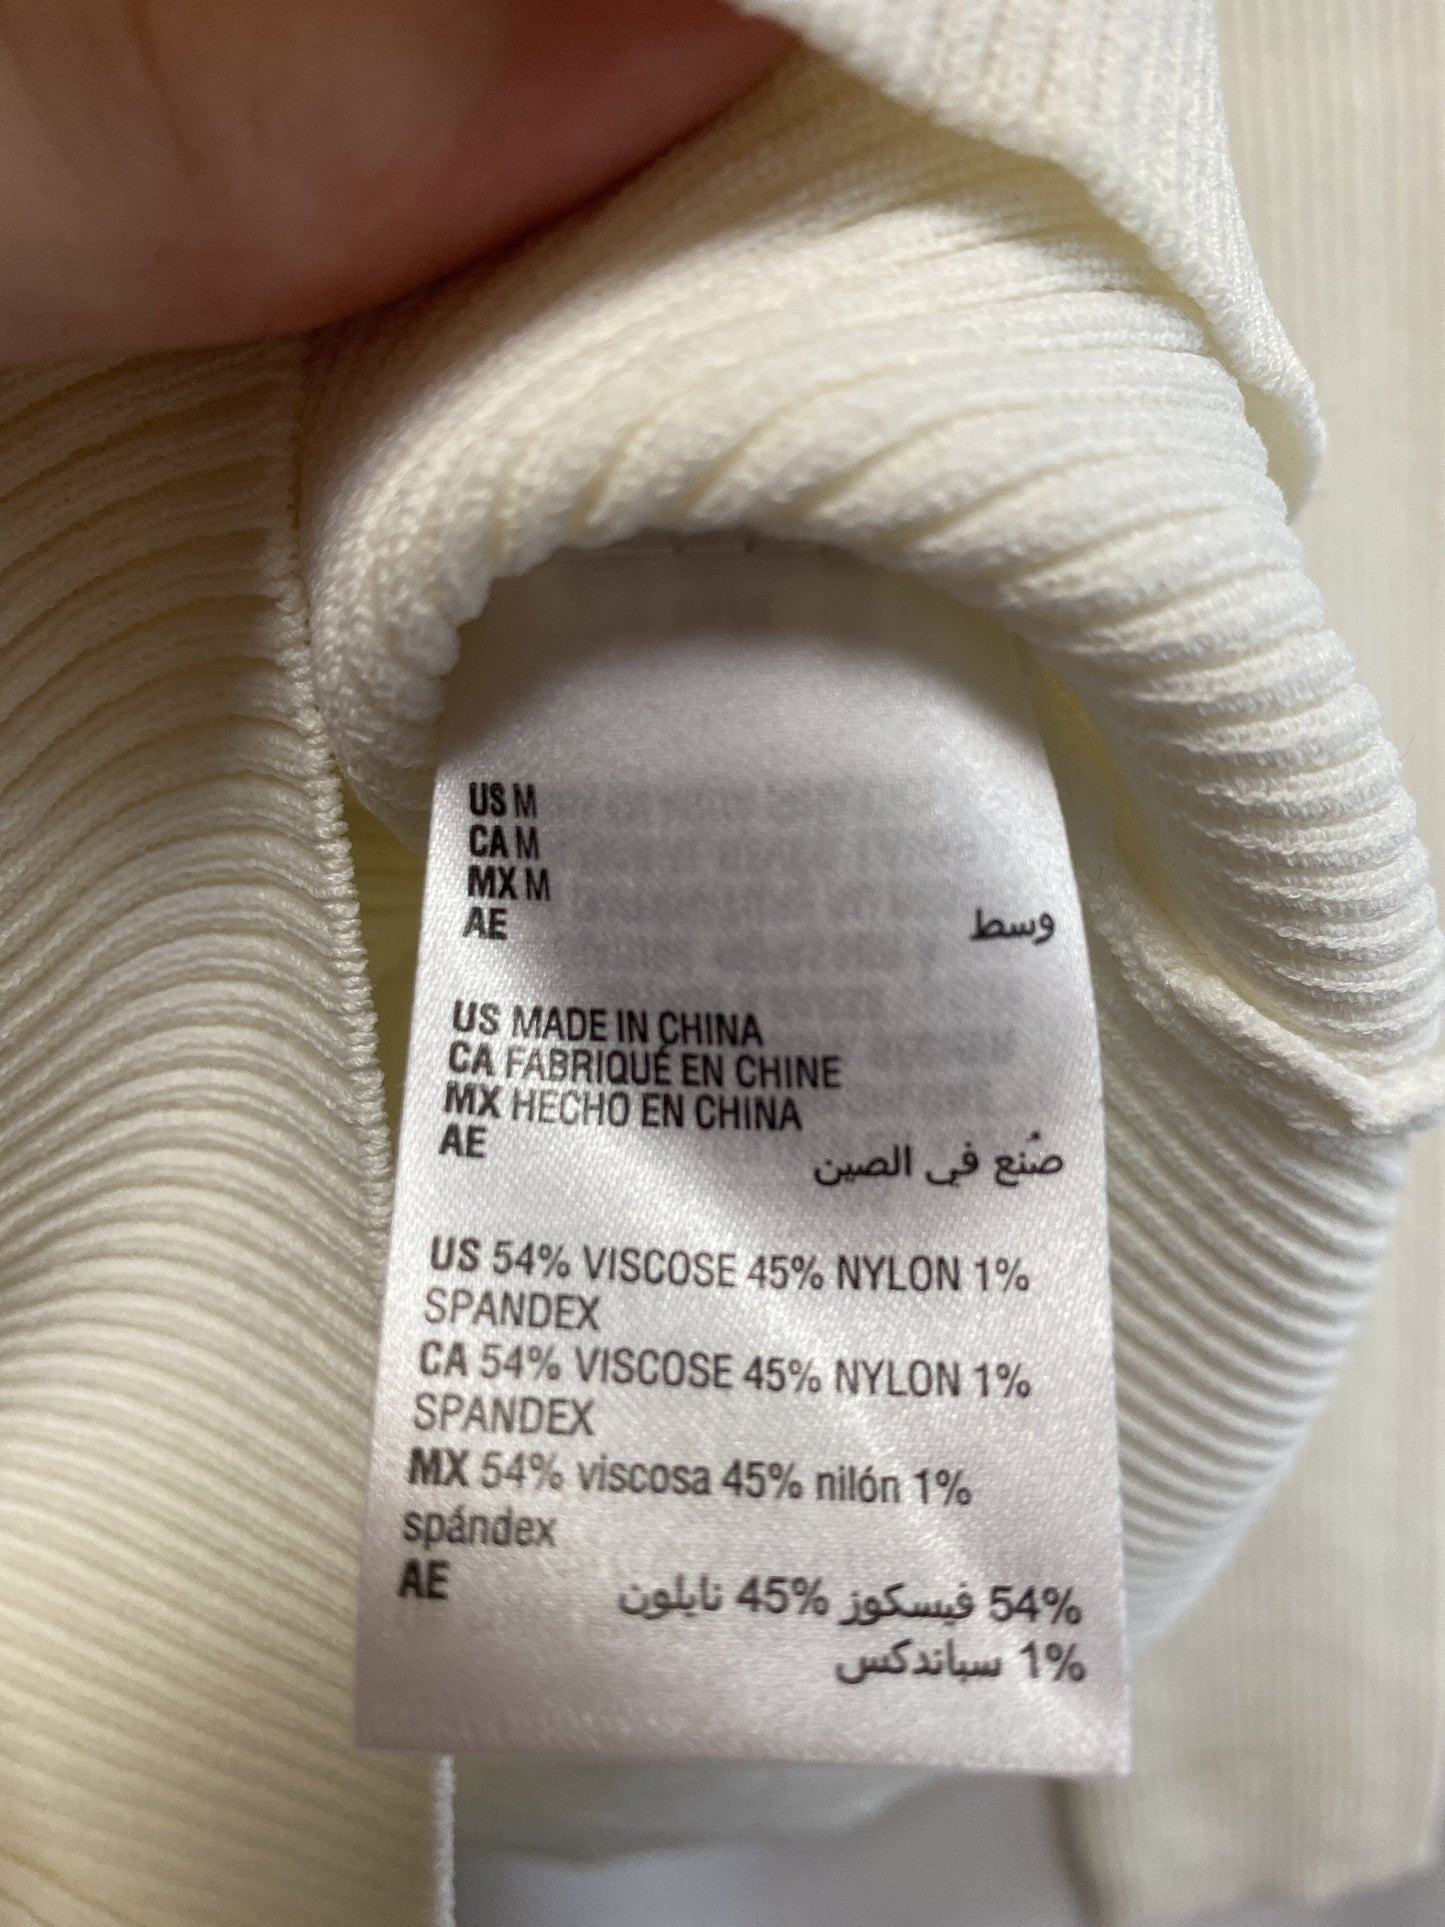 US M
CA M
MX M
AE وسط
US MADE IN CHINA
CA FABRIQUÉ EN CHINE
MX HECHO EN CHINA
AE
صُنع في الصين
US 54% VISCOSE 45% NYLON 1%
SPANDEX
CA 54% VISCOSE 45% NYLON 1%
SPANDEX
MX 54% viscosa 45% nilón 1%
spándex
AE 54% فيسكوز 45% نايلون
1% سباندكس